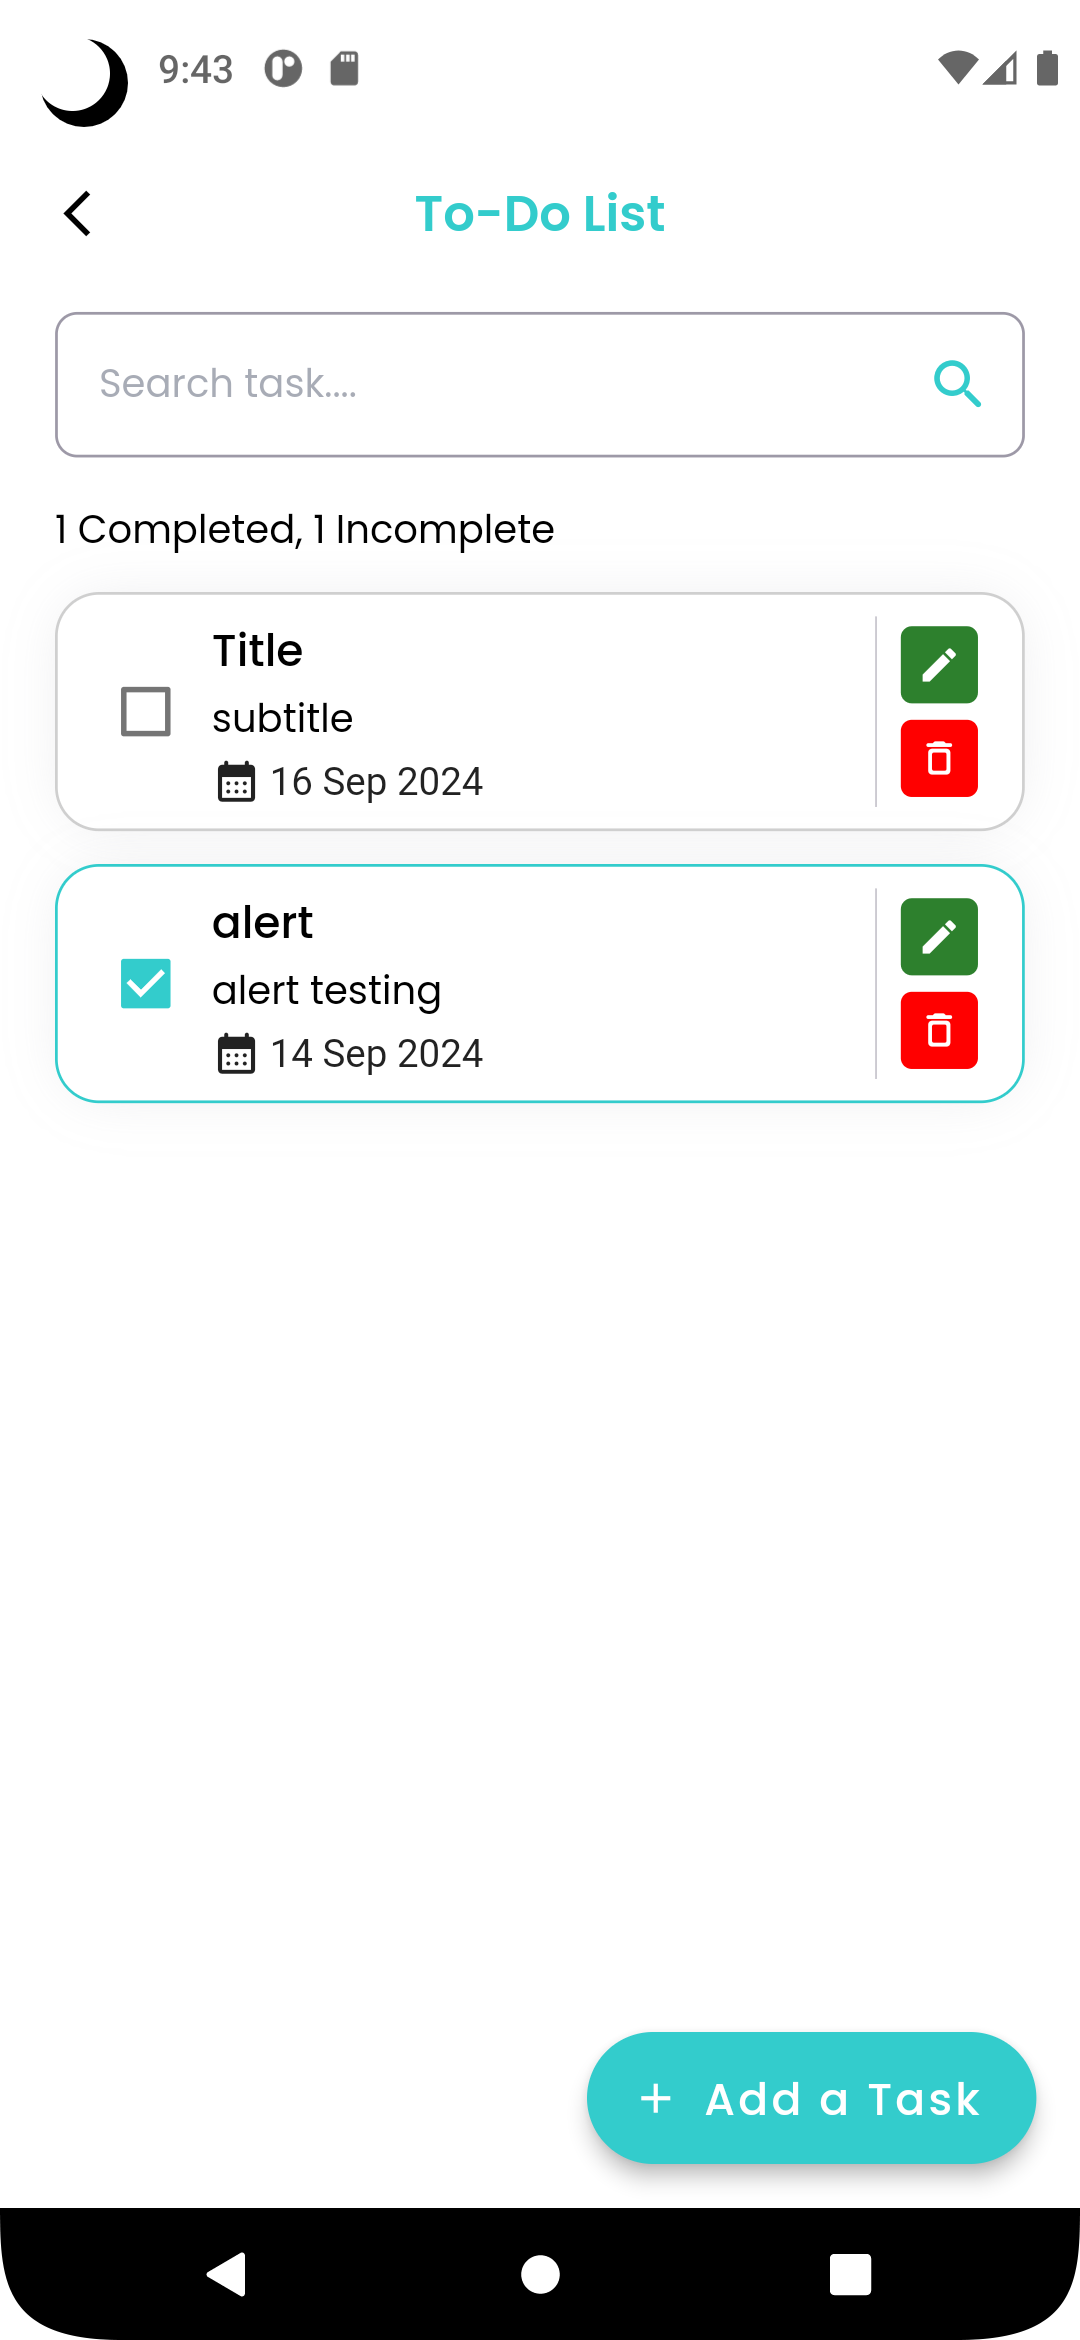 9:43
To-Do List
Search task....
1 Completed, 1 Incomplete
Title
subtitle
16 Sep 2024
alert
alert testing
14 Sep 2024
+ Add a Task